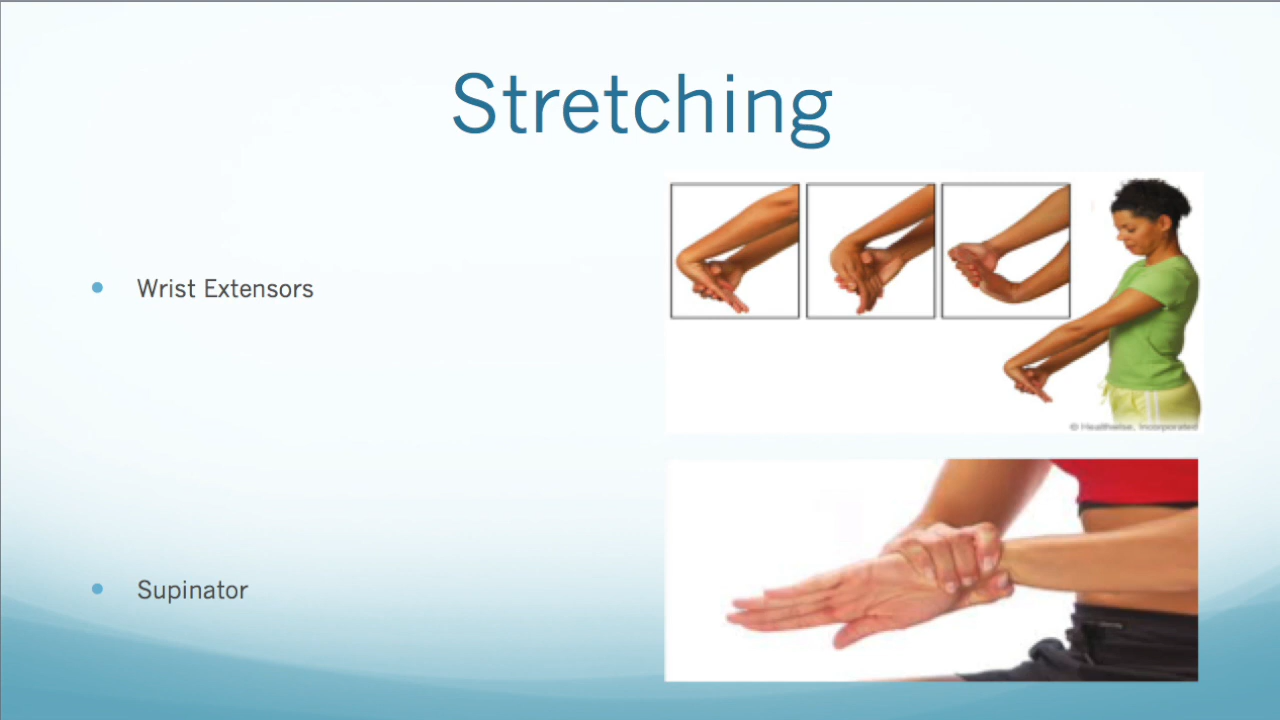 Stretching
Wrist Extensors
© Healthwise, Incorporated
Supinator